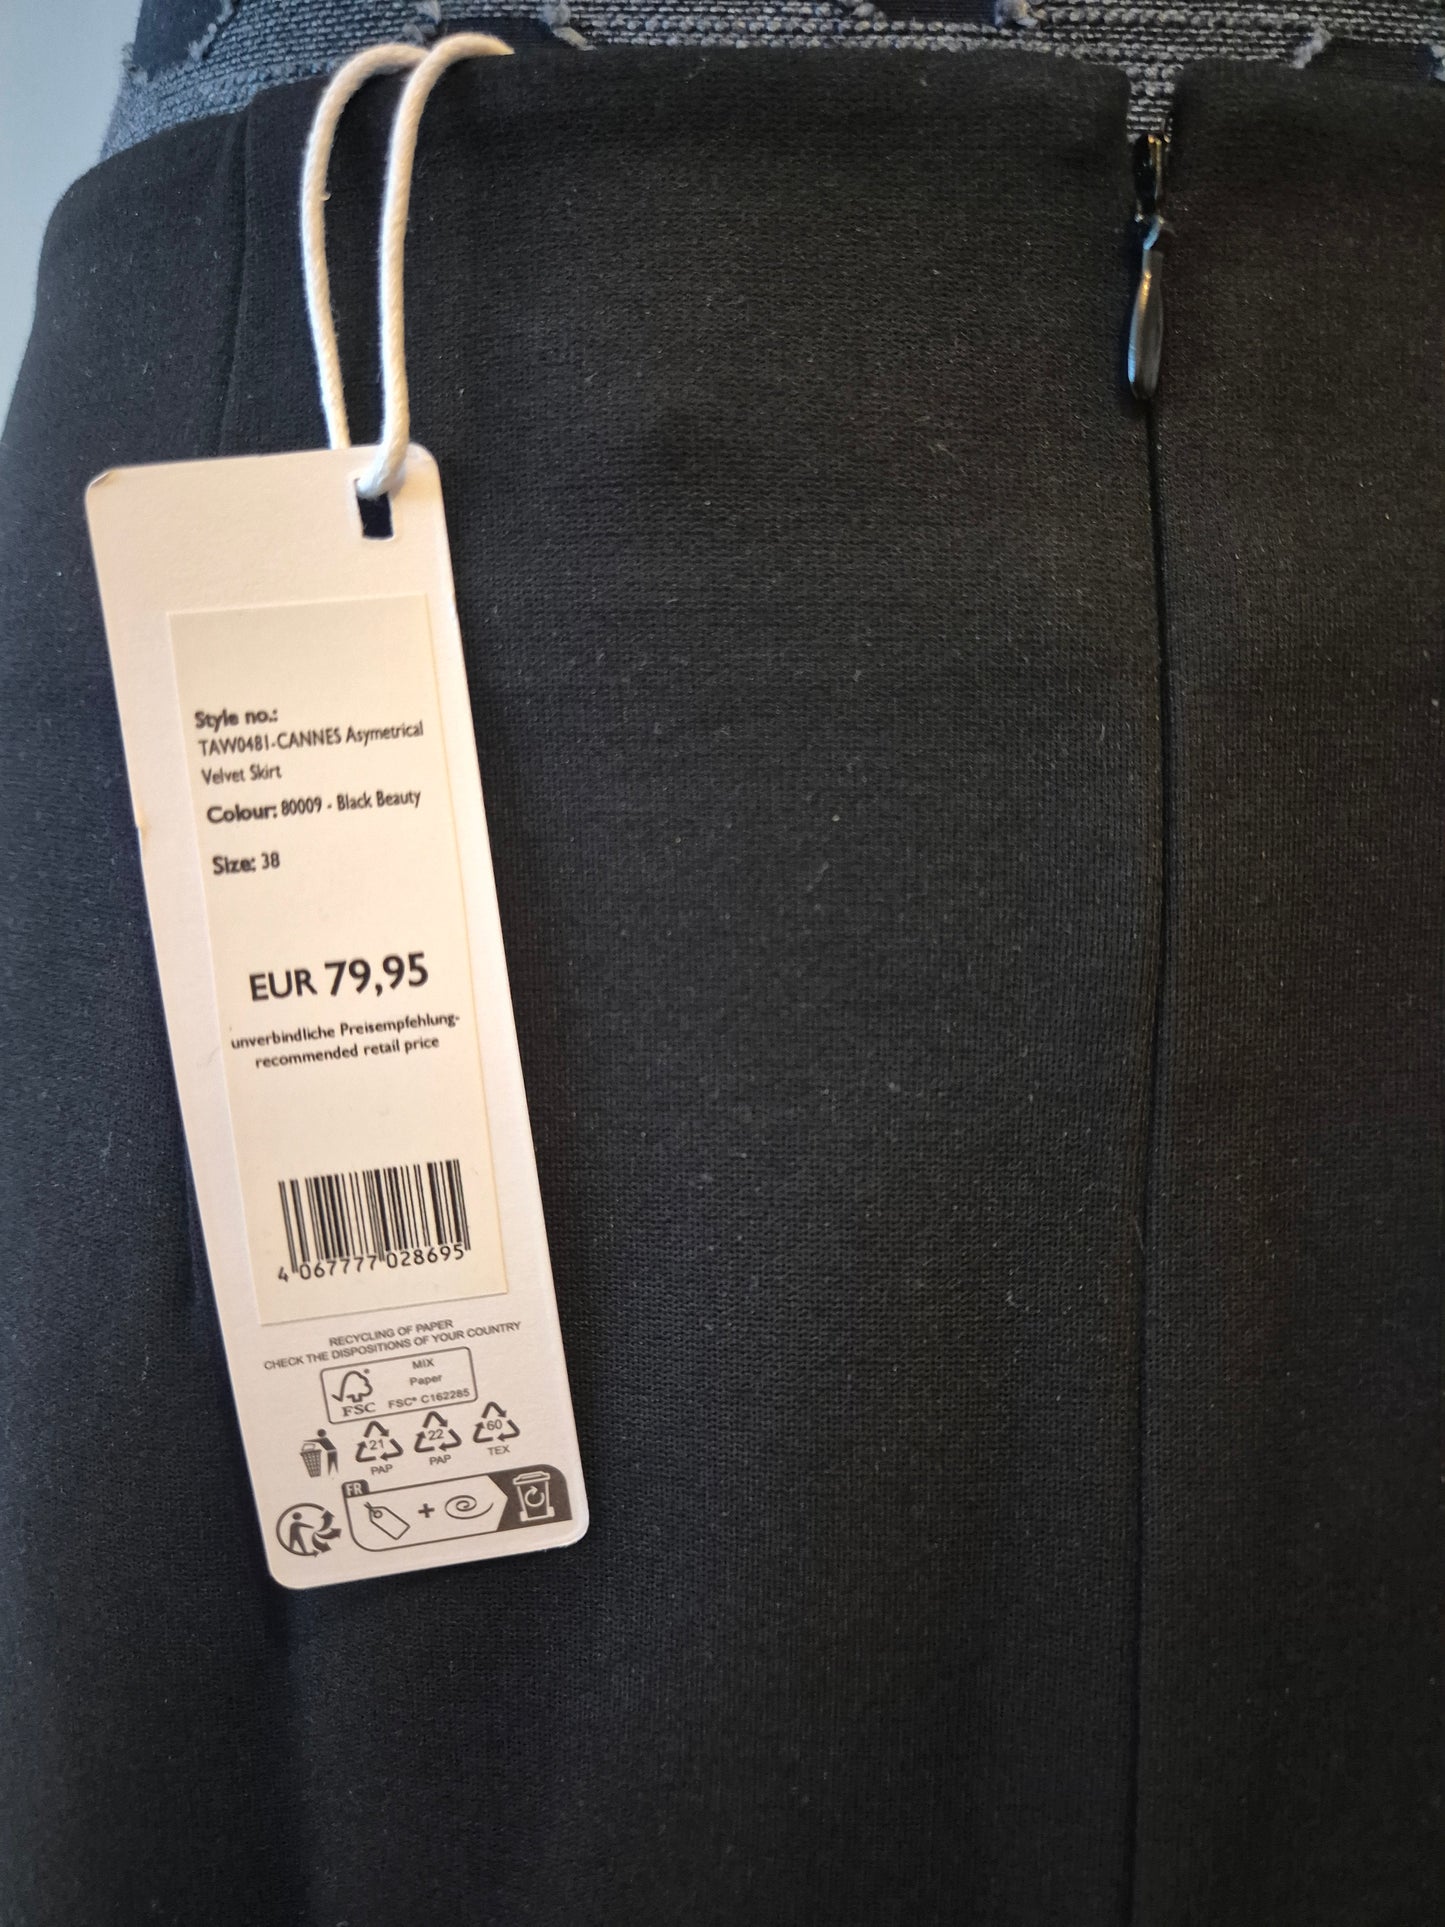 Style no.:
TAW0481-CANNES Asymetrical
Velvet Skirt
Colour: 80009 - Black Beauty
Size: 38
EUR 79,95
unverbindliche Preisempfehlung-
recommended retail price
4 067777 028695
RECYCLING OF PAPER
CHECK THE DISPOSITIONS OF YOUR COUNTRY
MIX
Paper
FSC® C162285
FSC
21
PAP
22
PAP
60
TEX
FR
+